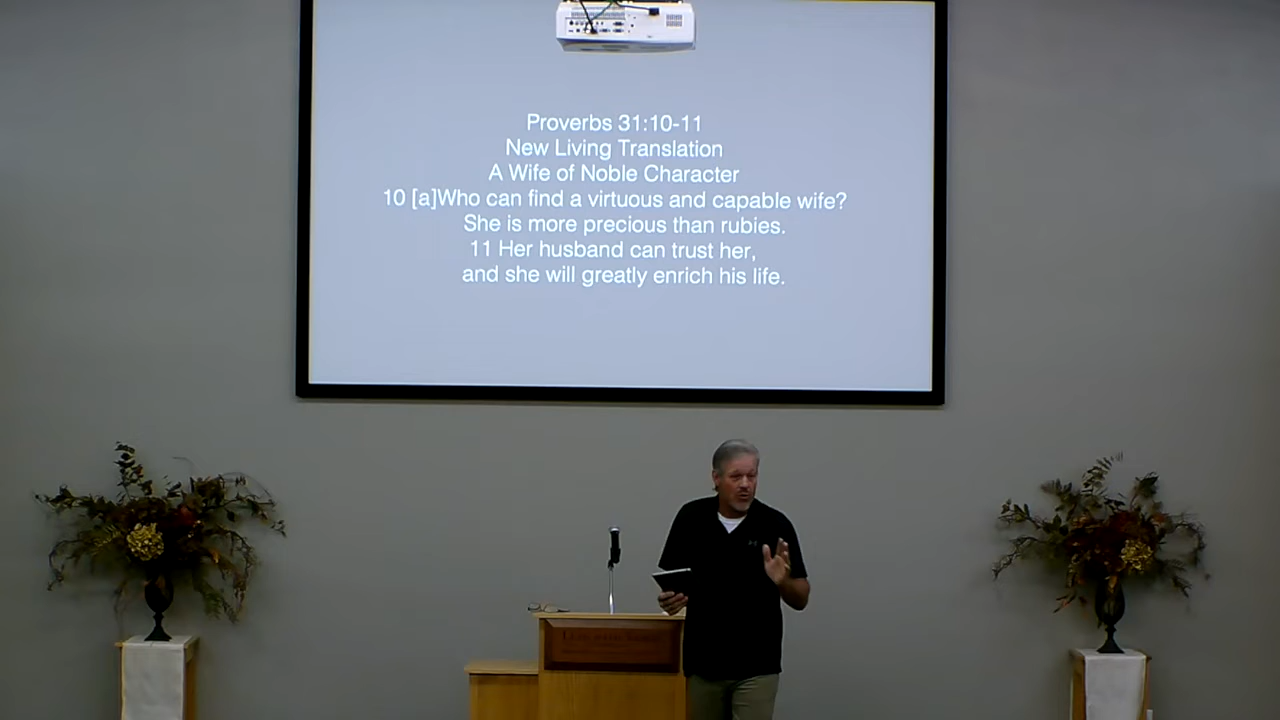 Proverbs 31:10-11
New Living Translation
A Wife of Noble Character
10 [a]Who can find a virtuous and capable wife?
She is more precious than rubies.
11 Her husband can trust her,
and she will greatly enrich his life.